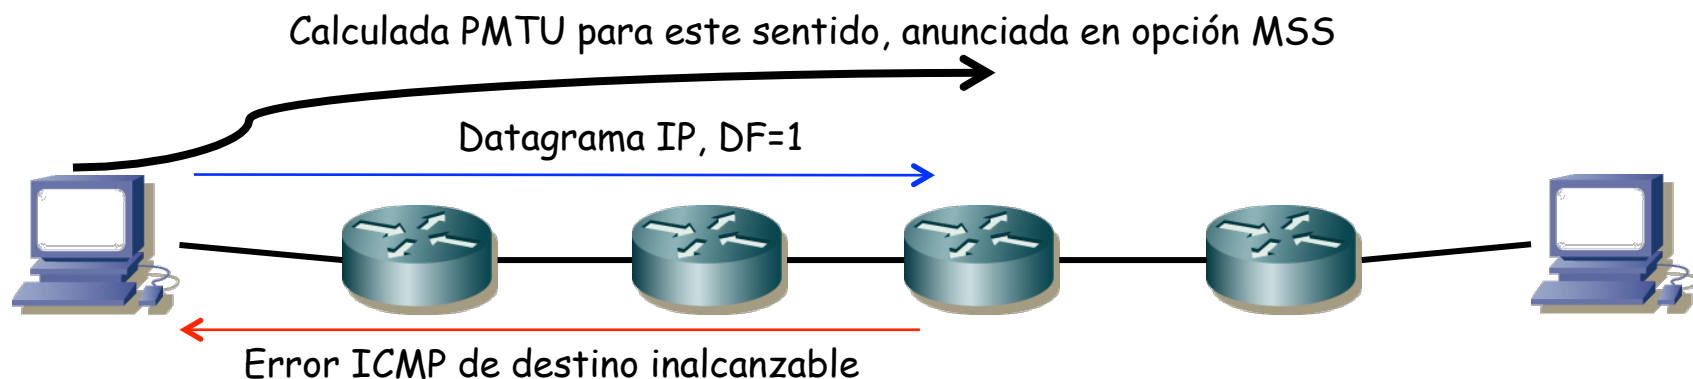 Calculada PMTU para este sentido, anunciada en opción MSS
Datagrama IP, DF=1
Error ICMP de destino inalcanzable